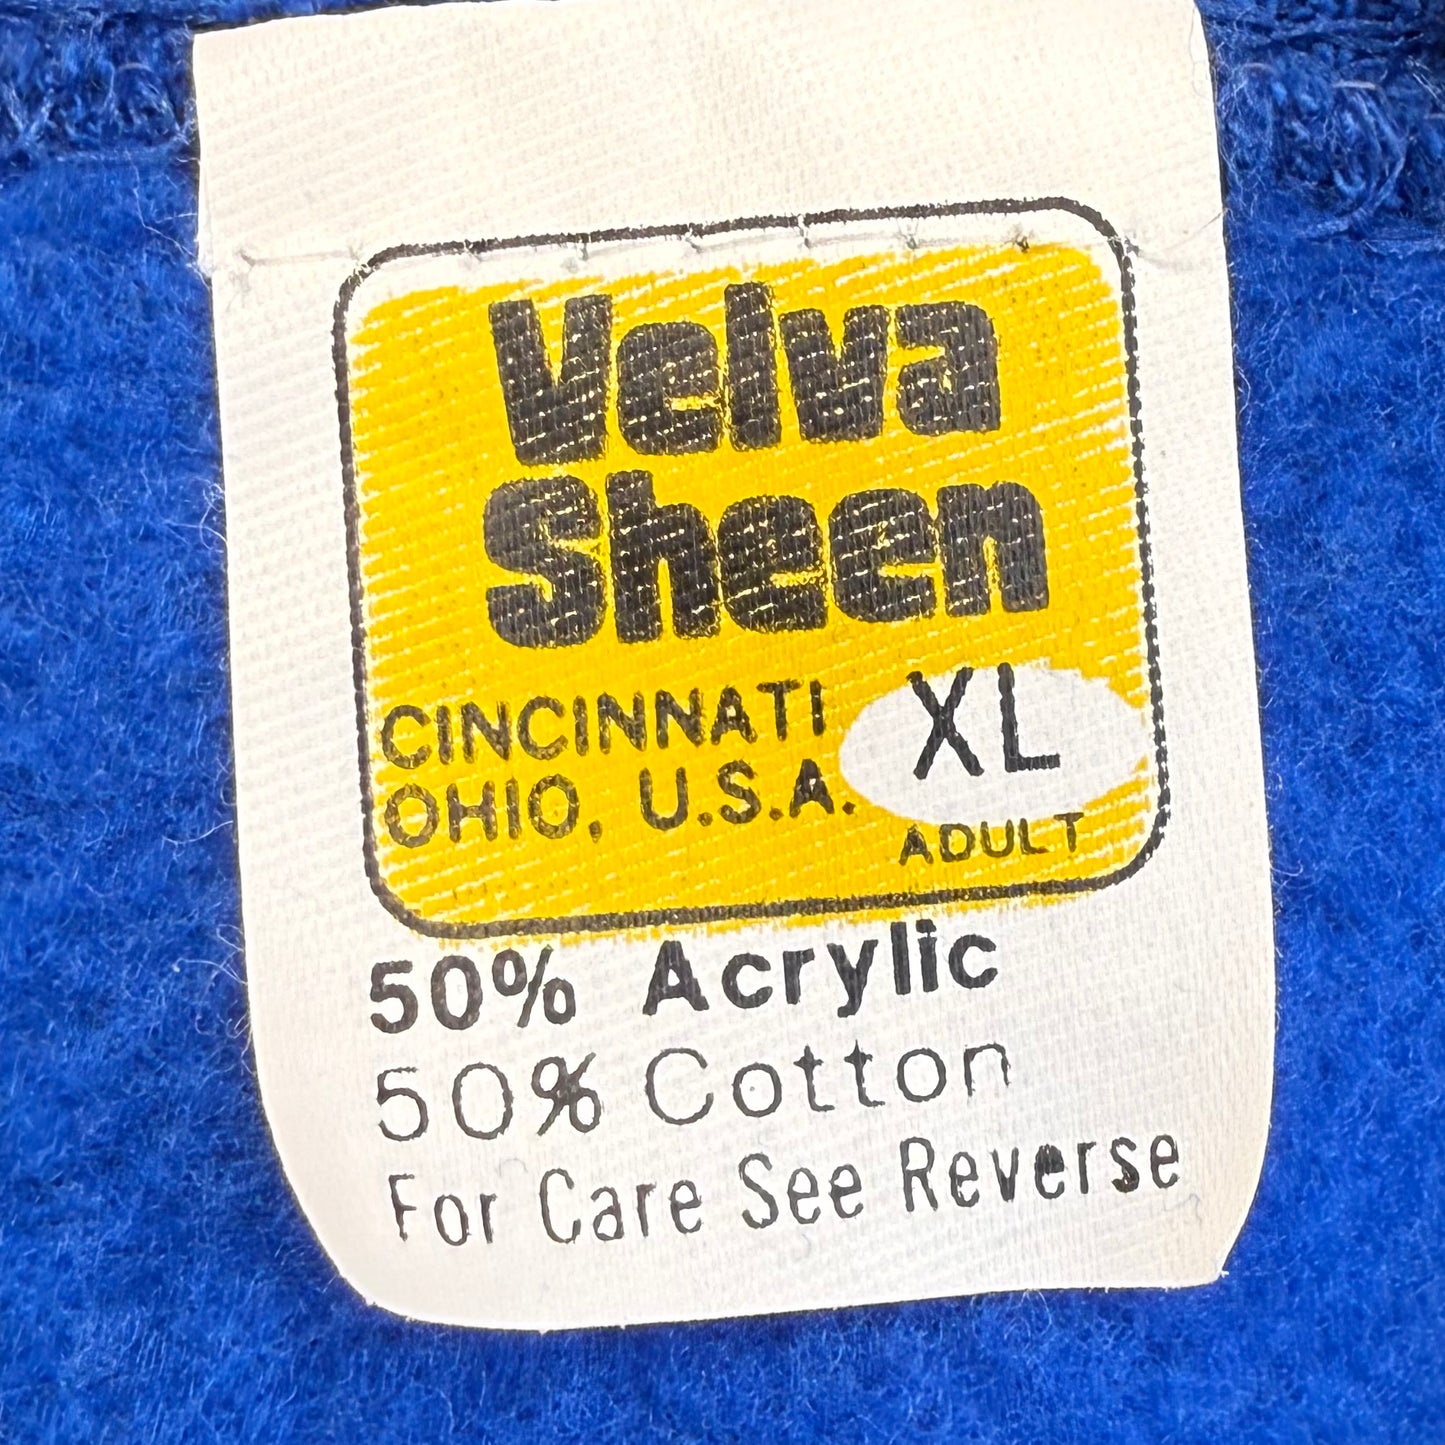 Velva
Sheen
CINCINNATI
OHIO, U.S.A.
XL
ADULT
50% Acrylic
50% Cotton
For Care See Reverse